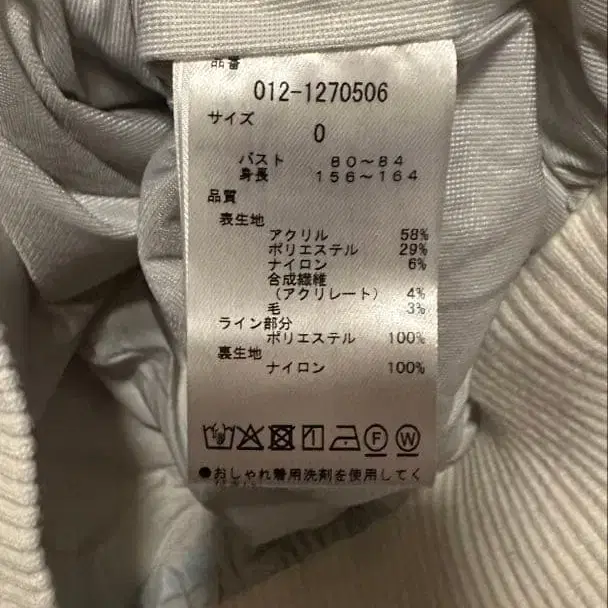 品番
012-1270506
サイズ
0
バスト 80～84
身長 156～164
品質
表生地
アクリル 58%
ポリエステル 29%
ナイロン 6%
合成繊維
(アクリレート) 4%
毛 3%
ライン部分
ポリエステル 100%
裏生地
ナイロン 100%
F W
●おしゃれ着用洗剤を使用してく